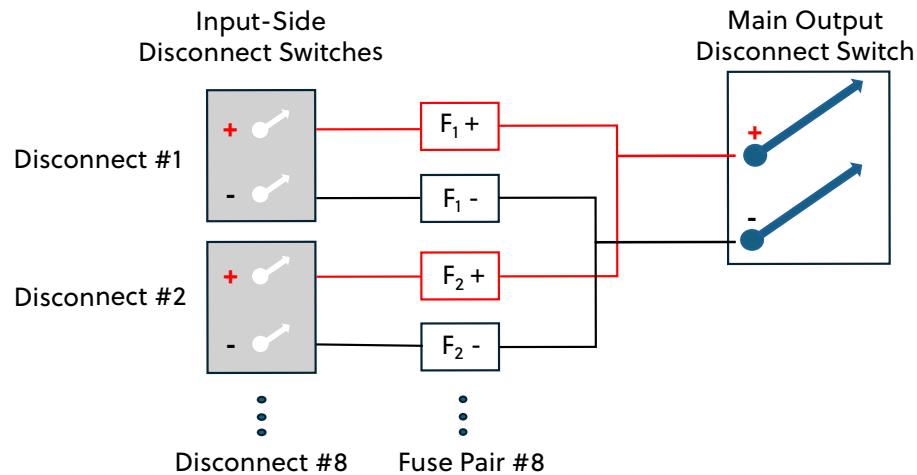 Input-Side
Disconnect Switches
Main Output
Disconnect Switch
Disconnect #1
+
-
F₁ +
F₁ -
+
-
Disconnect #2
+
-
F₂ +
F₂ -
Disconnect #8
Fuse Pair #8